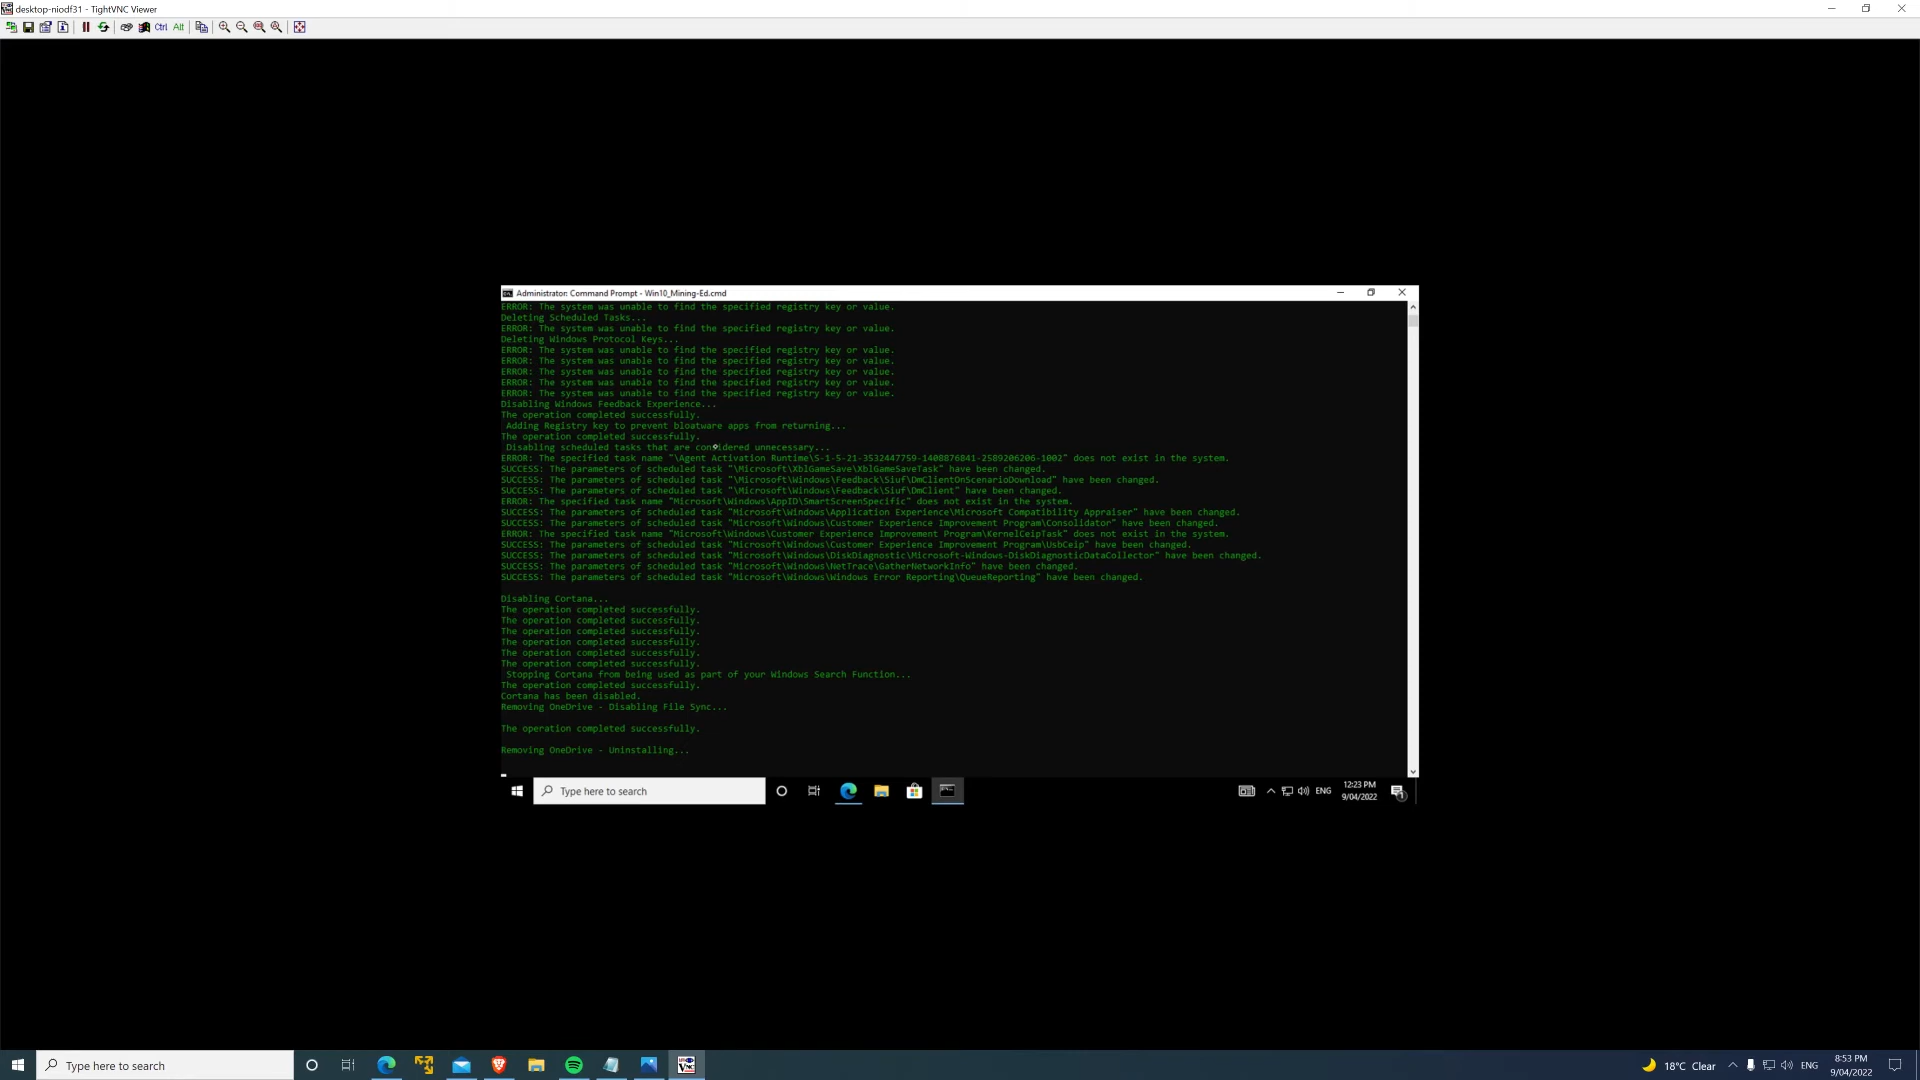 desktop-niodf31 - TightVNC Viewer
Ctrl Alt
Administrator: Command Prompt - Win10_Mining-Ed.cmd
ERROR: The system was unable to find the specified registry key or value.
Deleting Scheduled Tasks...
ERROR: The system was unable to find the specified registry key or value.
Deleting Windows Protocol Keys...
ERROR: The system was unable to find the specified registry key or value.
ERROR: The system was unable to find the specified registry key or value.
ERROR: The system was unable to find the specified registry key or value.
ERROR: The system was unable to find the specified registry key or value.
ERROR: The system was unable to find the specified registry key or value.
Disabling Windows Feedback Experience...
The operation completed successfully.
Adding Registry key to prevent bloatware apps from returning...
The operation completed successfully.
Disabling scheduled tasks that are considered unnecessary...
ERROR: The specified task name "\Agent Activation Runtime\S-1-5-21-3532447759-1408876841-2589206206-1002" does not exist in the system.
SUCCESS: The parameters of scheduled task "\Microsoft\XblGameSave\XblGameSaveTask" have been changed.
SUCCESS: The parameters of scheduled task "\Microsoft\Windows\Feedback\Siuf\DmClientOnScenarioDownload" have been changed.
SUCCESS: The parameters of scheduled task "\Microsoft\Windows\Feedback\Siuf\DmClient" have been changed.
ERROR: The specified task name "Microsoft\Windows\AppID\SmartScreenSpecific" does not exist in the system.
SUCCESS: The parameters of scheduled task "Microsoft\Windows\Application Experience\Microsoft Compatibility Appraiser" have been changed.
SUCCESS: The parameters of scheduled task "Microsoft\Windows\Customer Experience Improvement Program\Consolidator" have been changed.
ERROR: The specified task name "Microsoft\Windows\Customer Experience Improvement Program\KernelCeipTask" does not exist in the system.
SUCCESS: The parameters of scheduled task "Microsoft\Windows\Customer Experience Improvement Program\UsbCeip" have been changed.
SUCCESS: The parameters of scheduled task "Microsoft\Windows\DiskDiagnostic\Microsoft-Windows-DiskDiagnosticDataCollector" have been changed.
SUCCESS: The parameters of scheduled task "Microsoft\Windows\NetTrace\GatherNetworkInfo" have been changed.
SUCCESS: The parameters of scheduled task "Microsoft\Windows\Windows Error Reporting\QueueReporting" have been changed.
Disabling Cortana...
The operation completed successfully.
The operation completed successfully.
The operation completed successfully.
The operation completed successfully.
The operation completed successfully.
The operation completed successfully.
Stopping Cortana from being used as part of your Windows Search Function...
The operation completed successfully.
Cortana has been disabled.
Removing OneDrive - Disabling File Sync...
The operation completed successfully.
Removing OneDrive - Uninstalling...
Type here to search
ENG
12:23 PM
9/04/2022
1
Type here to search
VNC
18°C Clear
ENG
8:53 PM
9/04/2022